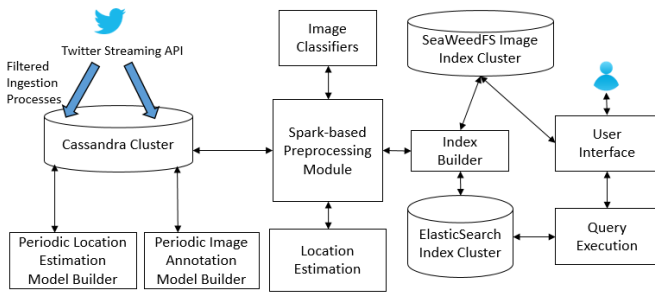 Twitter Streaming API
Filtered
Ingestion
Processes
Cassandra Cluster
Periodic Location
Estimation
Model Builder
Periodic Image
Annotation
Model Builder
Image
Classifiers
Spark-based
Preprocessing
Module
Location
Estimation
SeaWeedFS Image
Index Cluster
Index
Builder
ElasticSearch
Index Cluster
User
Interface
Query
Execution